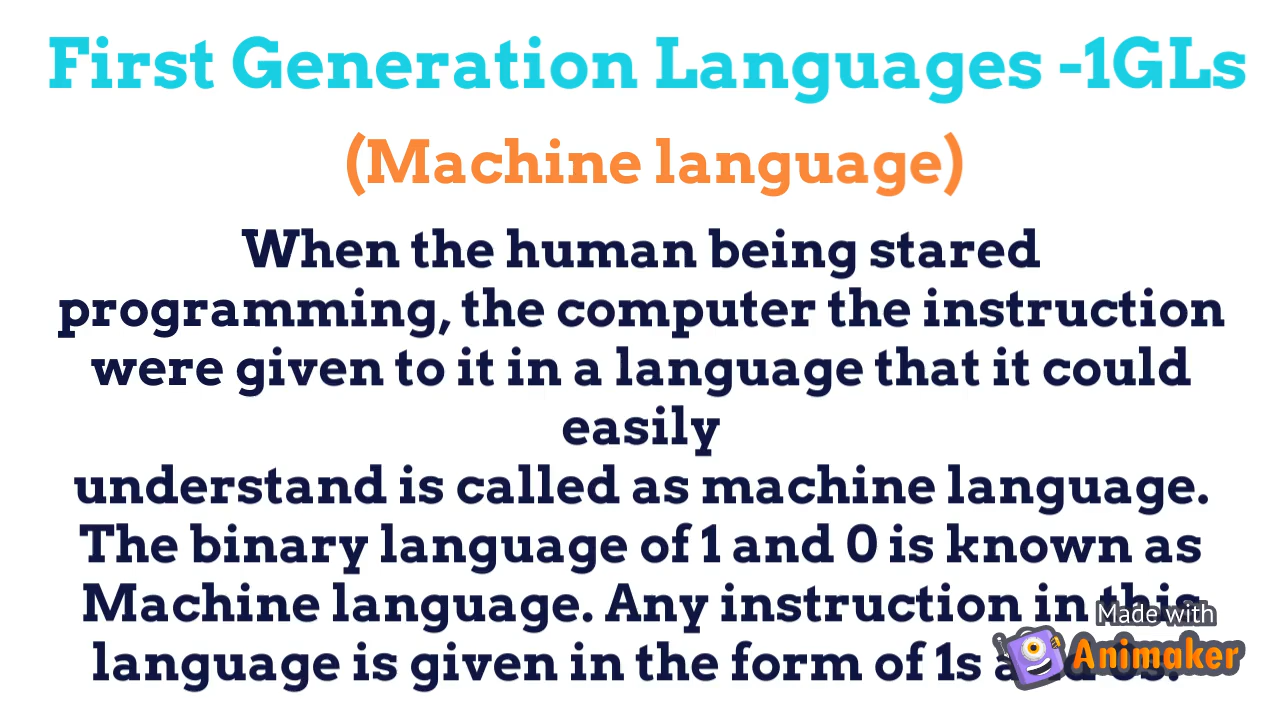 First Generation Languages -1GLs
(Machine language)
When the human being stared
programming, the computer the instruction
were given to it in a language that it could
easily
understand is called as machine language.
The binary language of 1 and 0 is known as
Machine language. Any instruction in this
language is given in the form of 1s and 0s.
Made with
Animaker